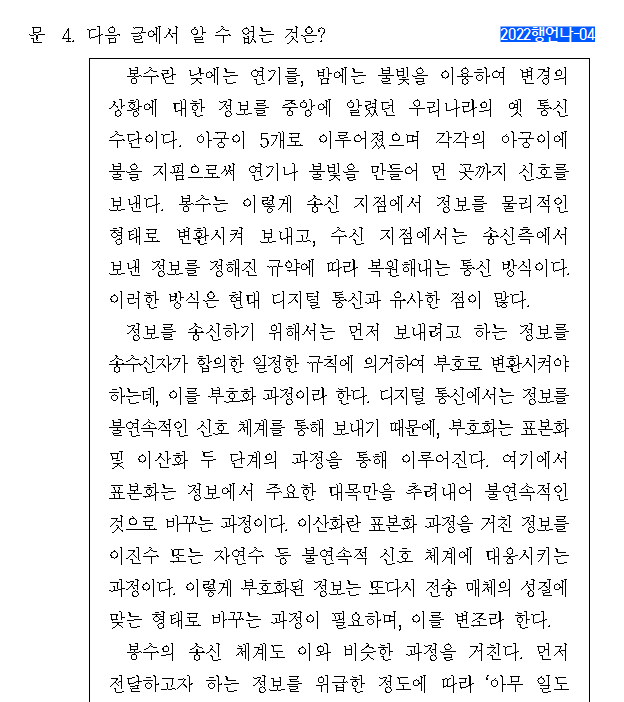 문 4. 다음 글에서 알 수 없는 것은?
2022행언나-04
봉수란 낮에는 연기를, 밤에는 불빛을 이용하여 변경의
상황에 대한 정보를 중앙에 알렸던 우리나라의 옛 통신
수단이다. 아궁이 5개로 이루어졌으며 각각의 아궁이에
불을 지핌으로써 연기나 불빛을 만들어 먼 곳까지 신호를
보낸다. 봉수는 이렇게 송신 지점에서 정보를 물리적인
형태로 변환시켜 보내고, 수신 지점에서는 송신측에서
보낸 정보를 정해진 규약에 따라 복원해내는 통신 방식이다.
이러한 방식은 현대 디지털 통신과 유사한 점이 많다.
정보를 송신하기 위해서는 먼저 보내려고 하는 정보를
송수신자가 합의한 일정한 규칙에 의거하여 부호로 변환시켜야
하는데, 이를 부호화 과정이라 한다. 디지털 통신에서는 정보를
불연속적인 신호 체계를 통해 보내기 때문에, 부호화는 표본화
및 이산화 두 단계의 과정을 통해 이루어진다. 여기에서
표본화는 정보에서 주요한 대목만을 추려내어 불연속적인
것으로 바꾸는 과정이다. 이산화란 표본화 과정을 거친 정보를
이진수 또는 자연수 등 불연속적 신호 체계에 대응시키는
과정이다. 이렇게 부호화된 정보는 또다시 전송 매체의 성질에
맞는 형태로 바꾸는 과정이 필요하며, 이를 변조라 한다.
봉수의 송신 체계도 이와 비슷한 과정을 거친다. 먼저
전달하고자 하는 정보를 위급한 정도에 따라 ‘아무 일도